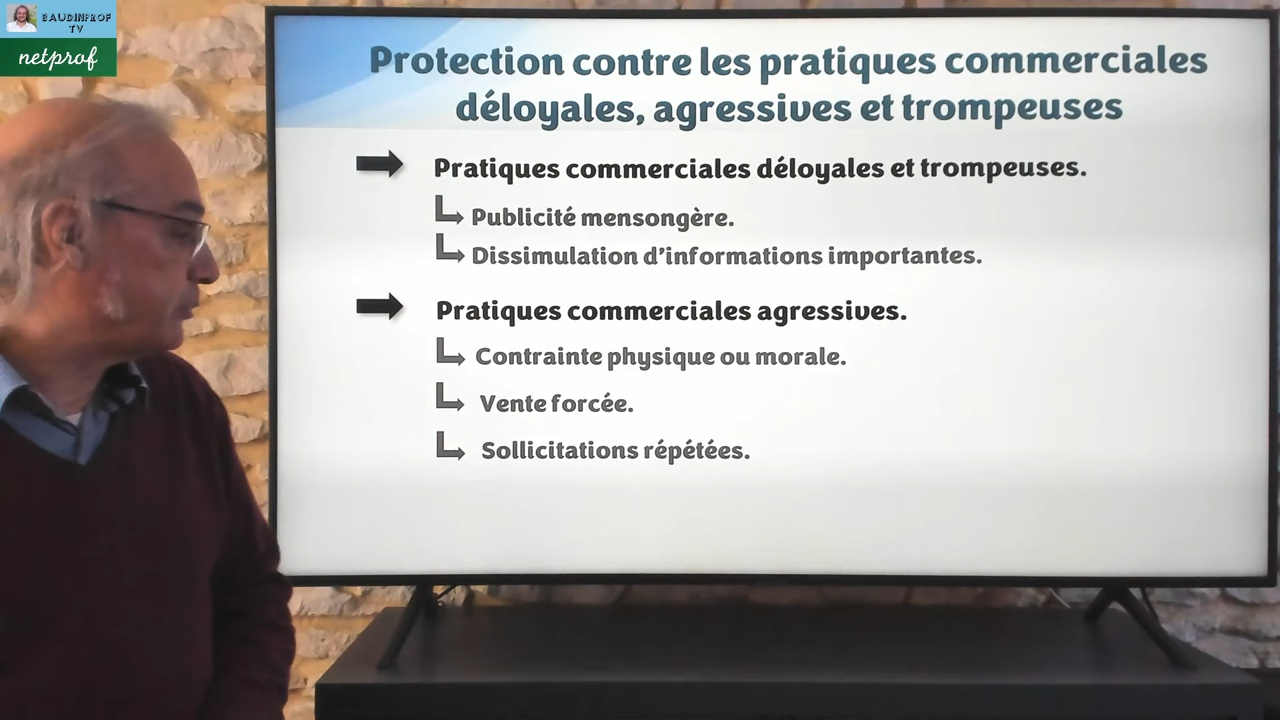 BAUDINPROF
TV
netprof
Protection contre les pratiques commerciales
déloyales, agressives et trompeuses
Pratiques commerciales déloyales et trompeuses.
Publicité mensongère.
Dissimulation d'informations importantes.
Pratiques commerciales agressives.
Contrainte physique ou morale.
Vente forcée.
Sollicitations répétées.